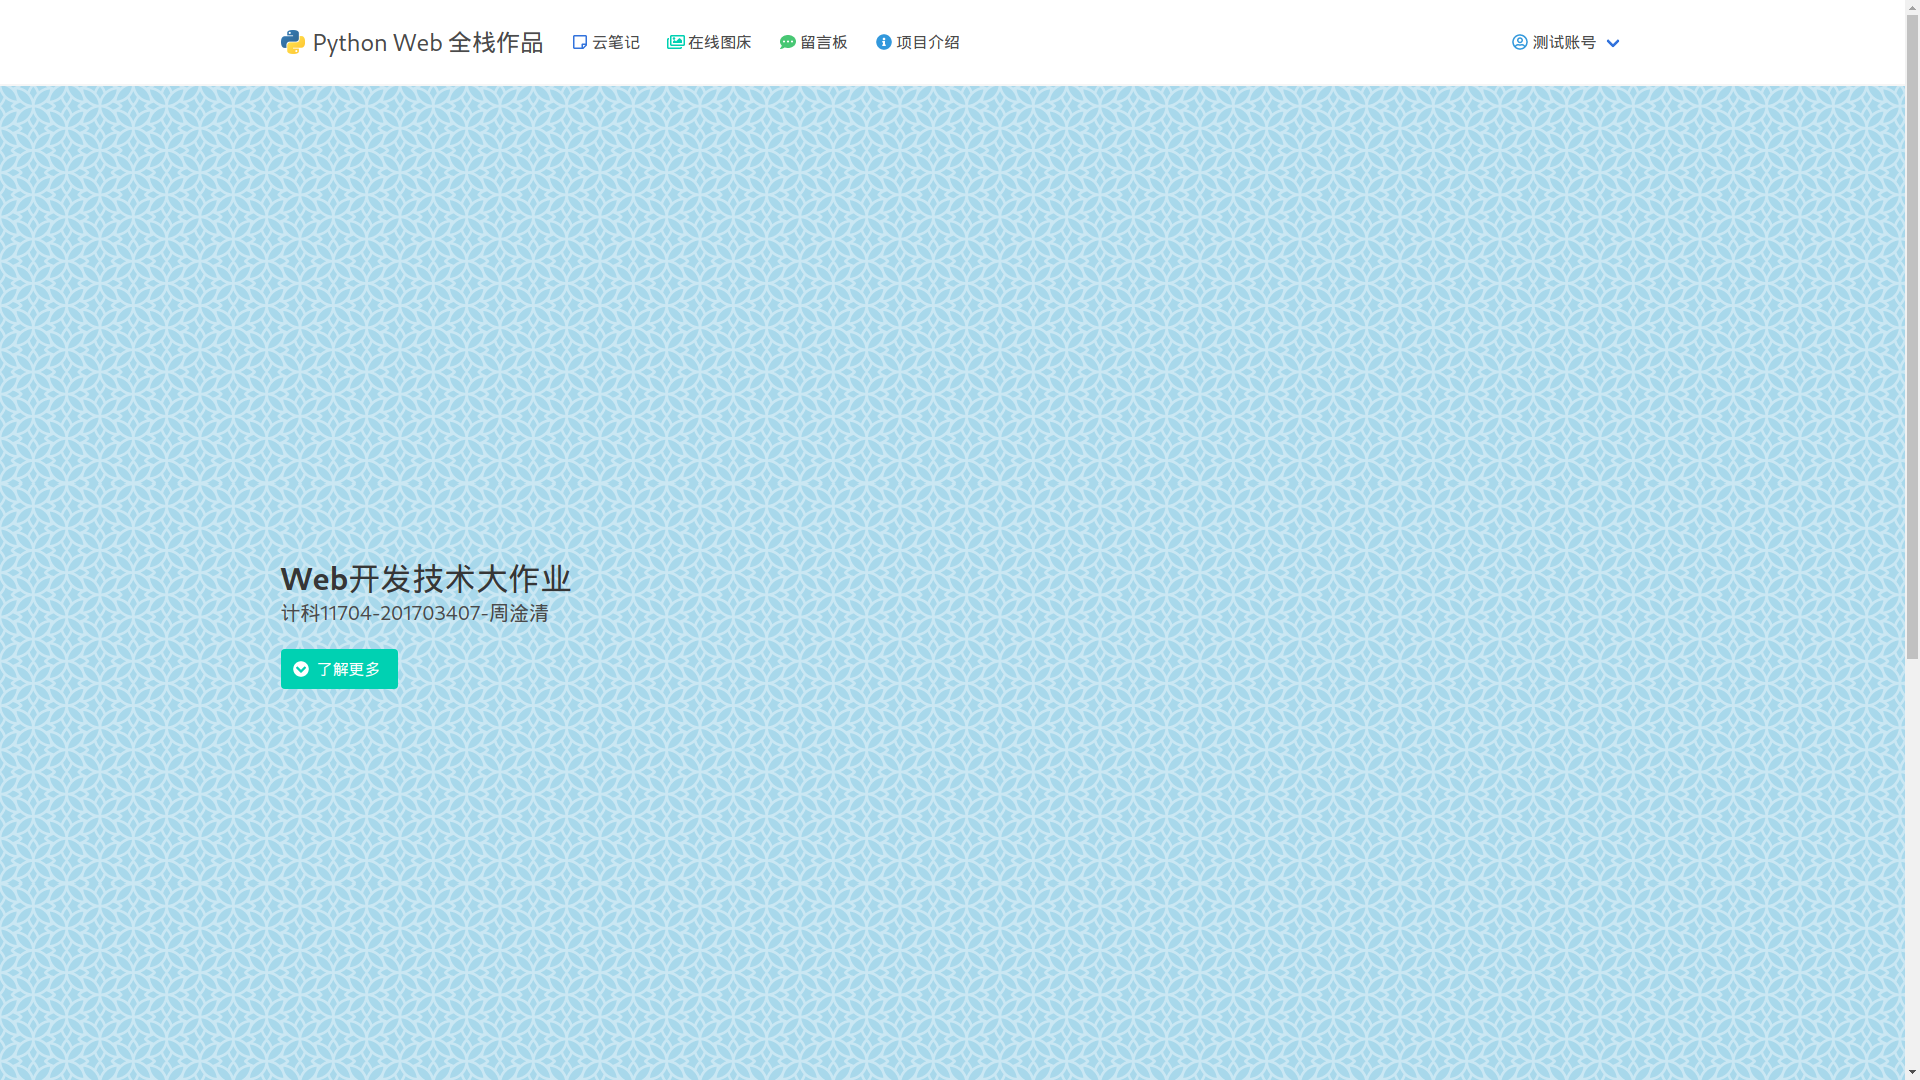 Python Web 全栈作品
云笔记
在线图床
留言板
项目介绍
测试账号
Web开发技术大作业
计科11704-201703407-周淦清
了解更多